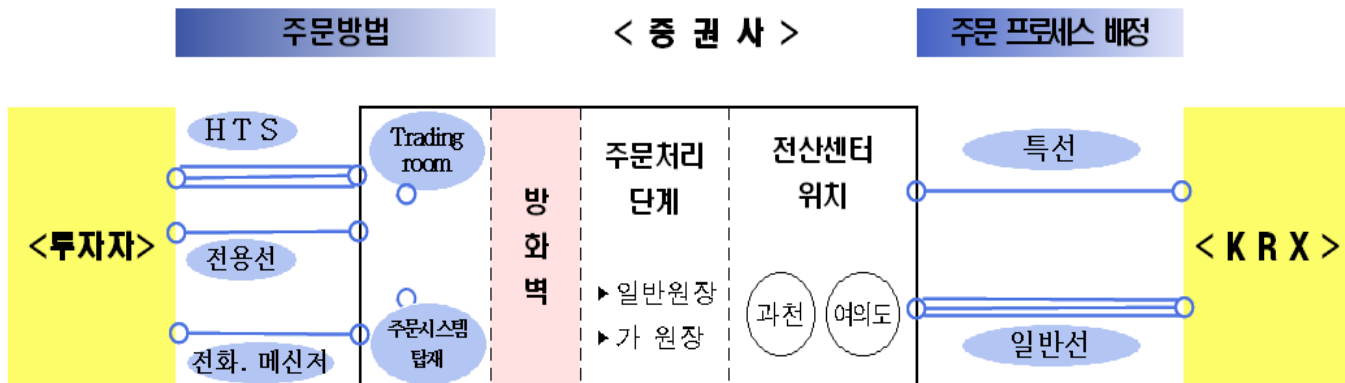 주문방법
< 증 권 사 >
주문 프로세스 배정
<투자자>
H T S
전용선
전화. 메신저
Trading
room
주문시스템
탑재
방
화
벽
주문처리
단계
▸일반원장
▸가 원장
전산센터
위치
과천
여의도
특선
일반선
< K R X >